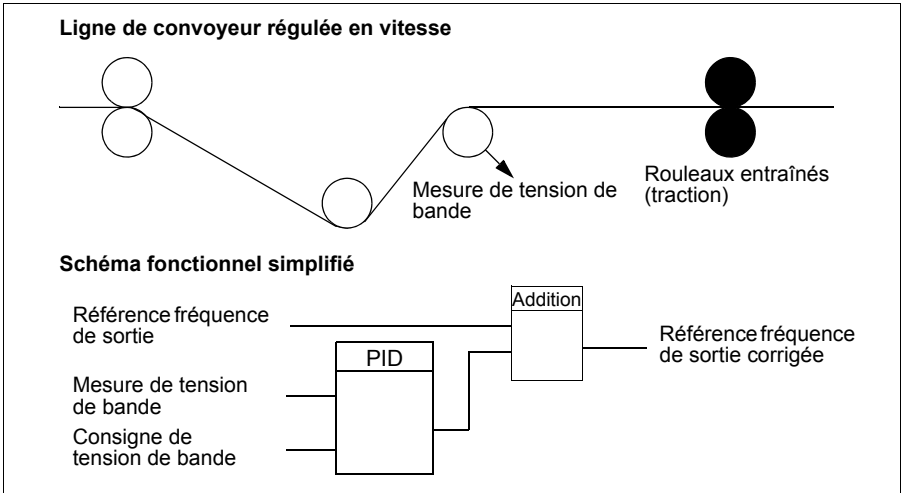 Ligne de convoyeur régulée en vitesse
Mesure de tension de
bande
Rouleaux entraînés
(traction)
Schéma fonctionnel simplifié
Référence fréquence
de sortie
Addition
Référence fréquence
de sortie corrigée
PID
Mesure de tension
de bande
Consigne de
tension de bande